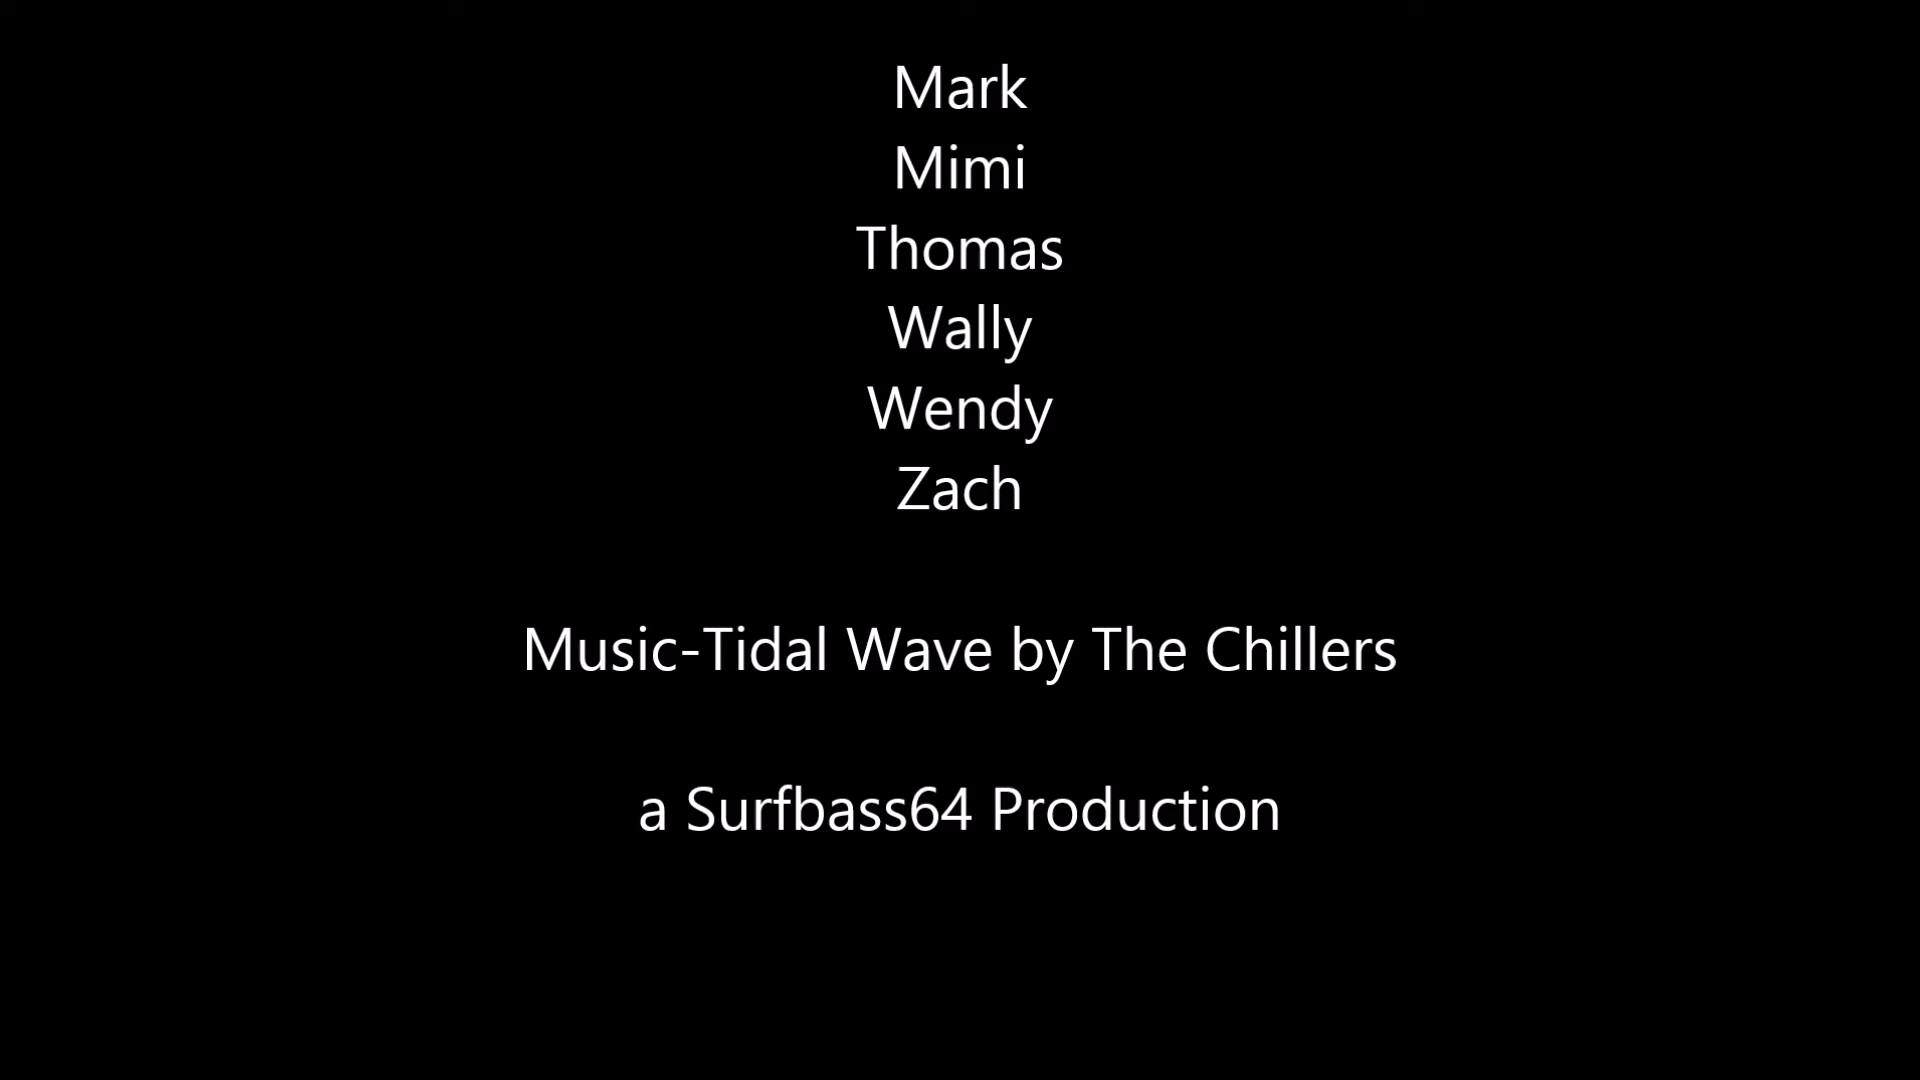 Mark
Mimi
Thomas
Wally
Wendy
Zach
Music-Tidal Wave by The Chillers
a Surfbass64 Production